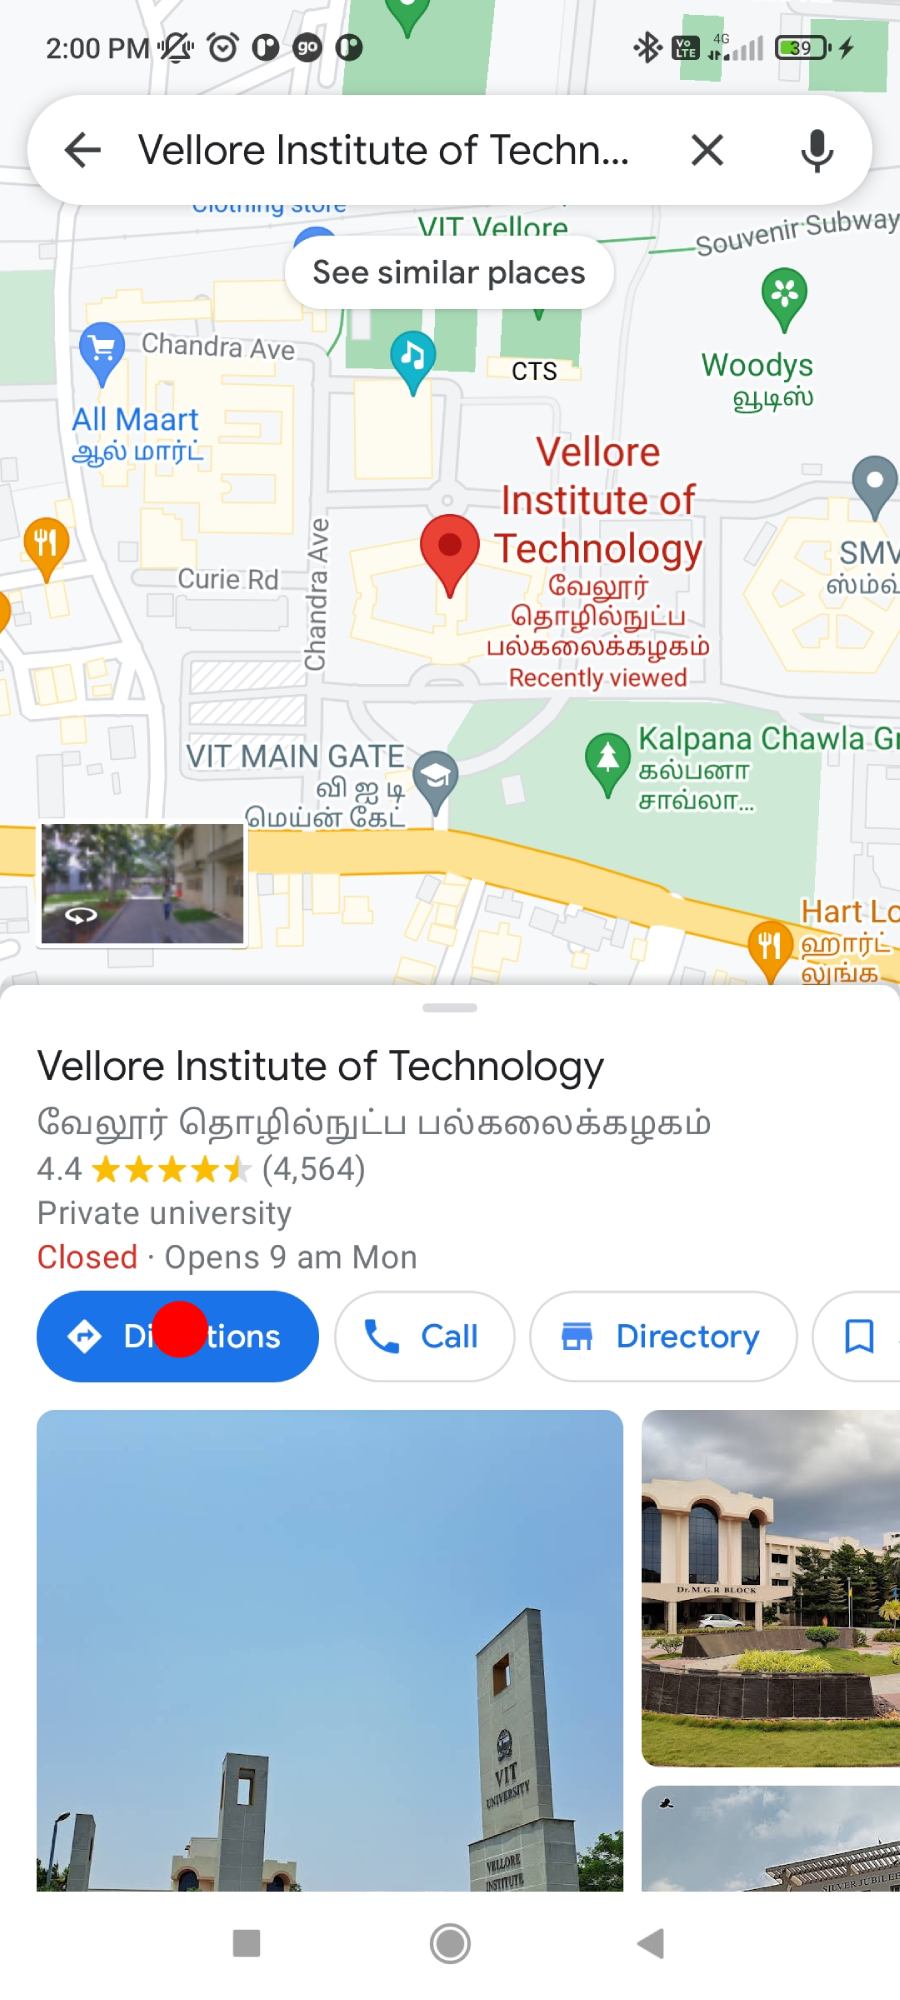 2:00 PM
go
Vo
LTE
4G
39
Vellore Institute of Techn...
Clothing store
VIT Vellore
Souvenir Subway
See similar places
Chandra Ave
CTS
Woodys
வூடிஸ்
All Maart
ஆல் மார்ட்
Vellore
Institute of
Technology
வேலூர்
தொழில்நுட்ப
பல்கலைக்கழகம்
Recently viewed
Chandra Ave
Curie Rd
SMV
ஸ்ம்வ்
VIT MAIN GATE
வி ஐ டி
மெய்ன் கேட்
Kalpana Chawla Gr
கல்பனா
சாவ்லா...
Hart Lo
ஹார்ட்
லுங்க
Vellore Institute of Technology
வேலூர் தொழில்நுட்ப பல்கலைக்கழகம்
4.4 (4,564)
Private university
Closed · Opens 9 am Mon
Di tions
Call
Directory
Dr.M.G.R BLOCK
VIT
UNIVERSITY
VELLORE
INSTITUTE
SILVER JUBILEE